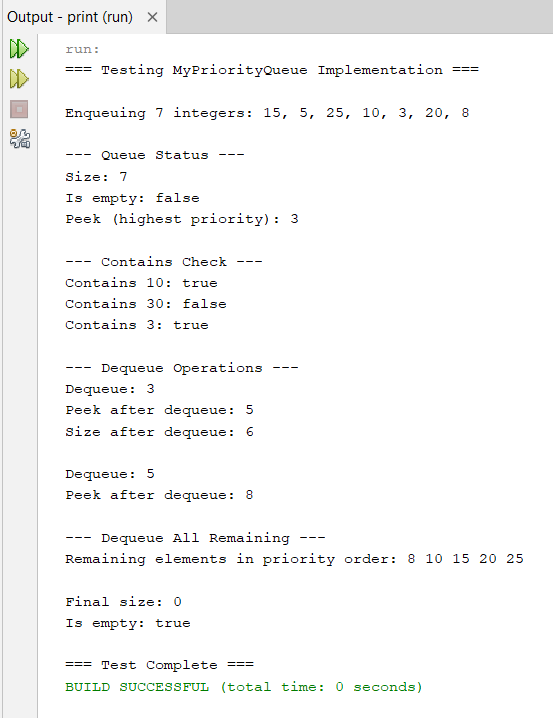 Output - print (run)
run:
=== Testing MyPriorityQueue Implementation ===
Enqueuing 7 integers: 15, 5, 25, 10, 3, 20, 8
--- Queue Status ---
Size: 7
Is empty: false
Peek (highest priority): 3
--- Contains Check ---
Contains 10: true
Contains 30: false
Contains 3: true
--- Dequeue Operations ---
Dequeue: 3
Peek after dequeue: 5
Size after dequeue: 6
Dequeue: 5
Peek after dequeue: 8
--- Dequeue All Remaining ---
Remaining elements in priority order: 8 10 15 20 25
Final size: 0
Is empty: true
=== Test Complete ===
BUILD SUCCESSFUL (total time: 0 seconds)